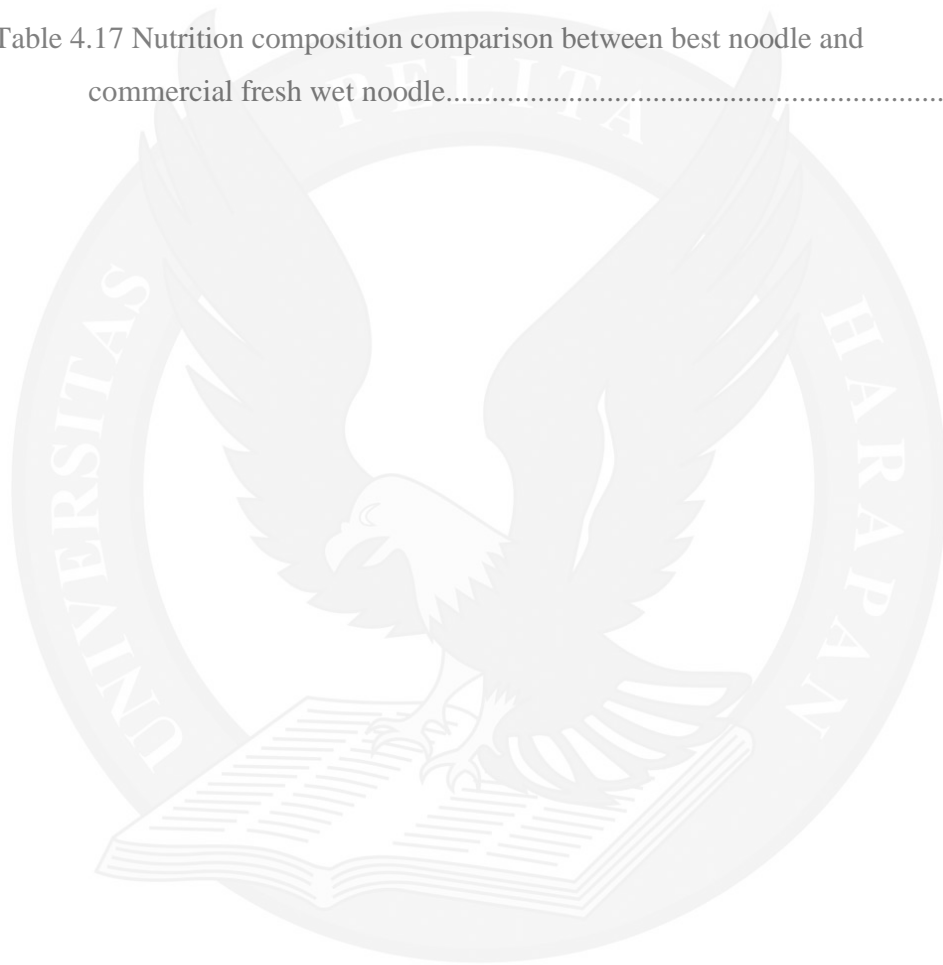 Table 4.17 Nutrition composition comparison between best noodle and
commercial fresh wet noodle.................................................................
UNIVERSITAS PELITA HARAPAN